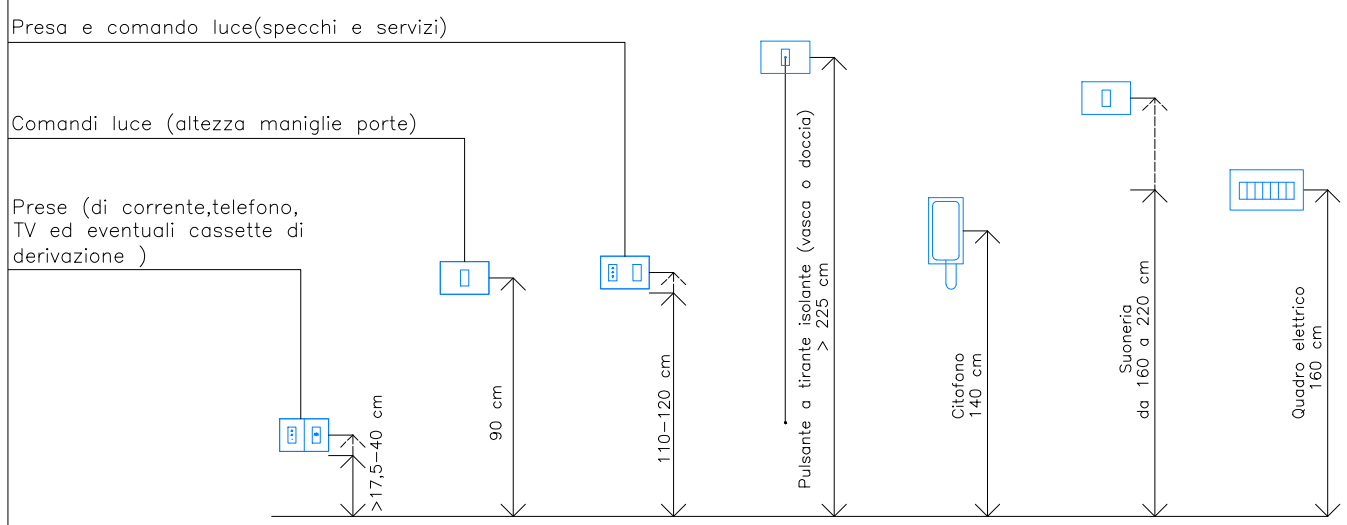 Presa e comando luce(specchi e servizi)
Comandi luce (altezza maniglie porte)
Prese (di corrente,telefono,
TV ed eventuali cassette di
derivazione )
>17,5-40 cm
90 cm
110-120 cm
Pulsante a tirante isolante (vasca o doccia)
> 225 cm
Citofono
140 cm
Suoneria
da 160 a 220 cm
Quadro elettrico
160 cm